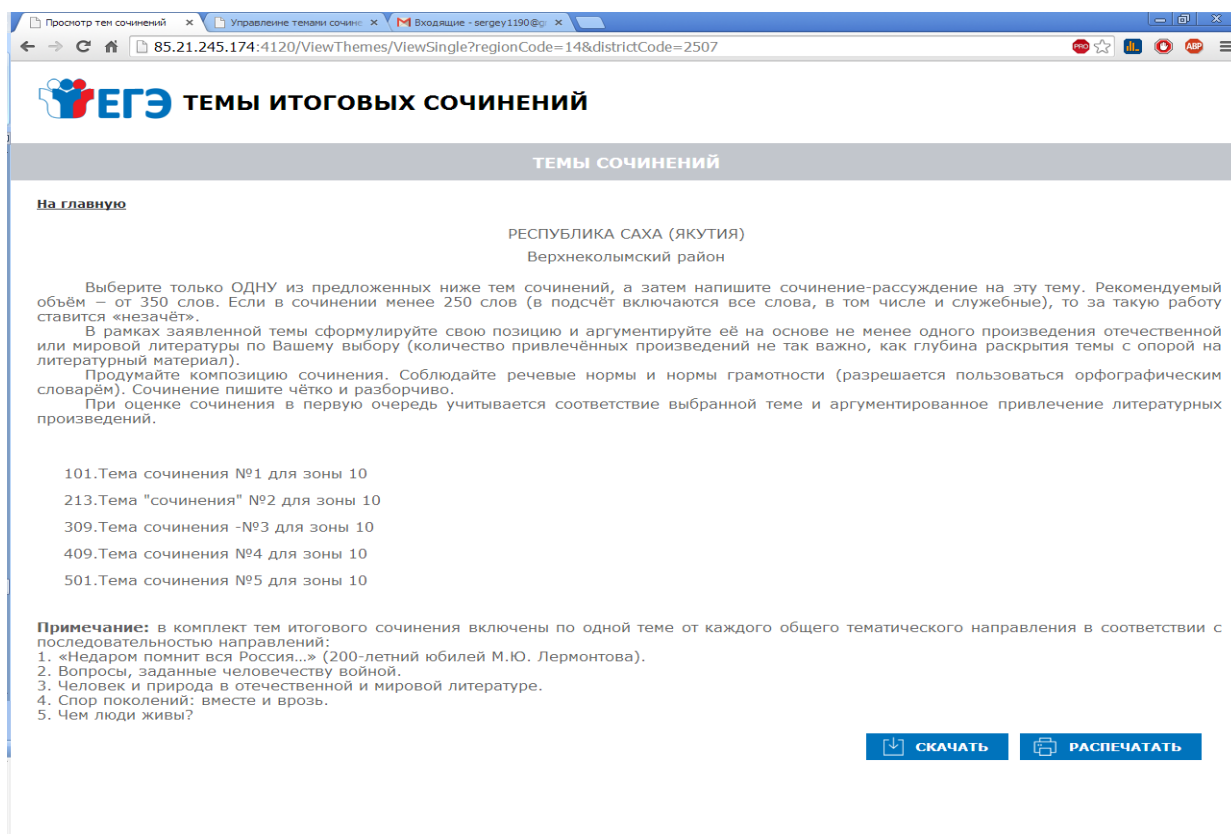 Просмотр тем сочинений
Управление темами сочине
Входящие - sergey1190@g
85.21.245.174:4120/ViewThemes/ViewSingle?regionCode=14&districtCode=2507
PRO
ABP
ЕГЭ ТЕМЫ ИТОГОВЫХ СОЧИНЕНИЙ
ТЕМЫ СОЧИНЕНИЙ
На главную
РЕСПУБЛИКА САХА (ЯКУТИЯ)
Верхнеколымский район
Выберите только ОДНУ из предложенных ниже тем сочинений, а затем напишите сочинение-рассуждение на эту тему. Рекомендуемый
объём − от 350 слов. Если в сочинении менее 250 слов (в подсчёт включаются все слова, в том числе и служебные), то за такую работу
ставится «незачёт».
В рамках заявленной темы сформулируйте свою позицию и аргументируйте её на основе не менее одного произведения отечественной
или мировой литературы по Вашему выбору (количество привлечённых произведений не так важно, как глубина раскрытия темы с опорой на
литературный материал).
Продумайте композицию сочинения. Соблюдайте речевые нормы и нормы грамотности (разрешается пользоваться орфографическим
словарём). Сочинение пишите чётко и разборчиво.
При оценке сочинения в первую очередь учитывается соответствие выбранной теме и аргументированное привлечение литературных
произведений.
101.Тема сочинения №1 для зоны 10
213.Тема "сочинения" №2 для зоны 10
309.Тема сочинения -№3 для зоны 10
409.Тема сочинения №4 для зоны 10
501.Тема сочинения №5 для зоны 10
Примечание: в комплект тем итогового сочинения включены по одной теме от каждого общего тематического направления в соответствии с
последовательностью направлений:
1. «Недаром помнит вся Россия…» (200-летний юбилей М.Ю. Лермонтова).
2. Вопросы, заданные человечеству войной.
3. Человек и природа в отечественной и мировой литературе.
4. Спор поколений: вместе и врозь.
5. Чем люди живы?
СКАЧАТЬ
РАСПЕЧАТАТЬ